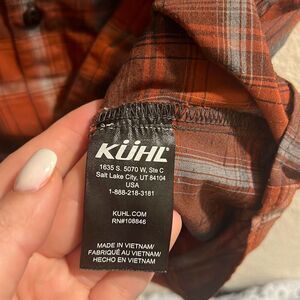 KÜHL®
1635 S. 5070 W, Ste C
Salt Lake City, UT 84104
USA
1-888-218-3181
KUHL.COM
RN#108846
MADE IN VIETNAM/
FABRIQUÉ AU VIETNAM/
HECHO EN VIETNAM